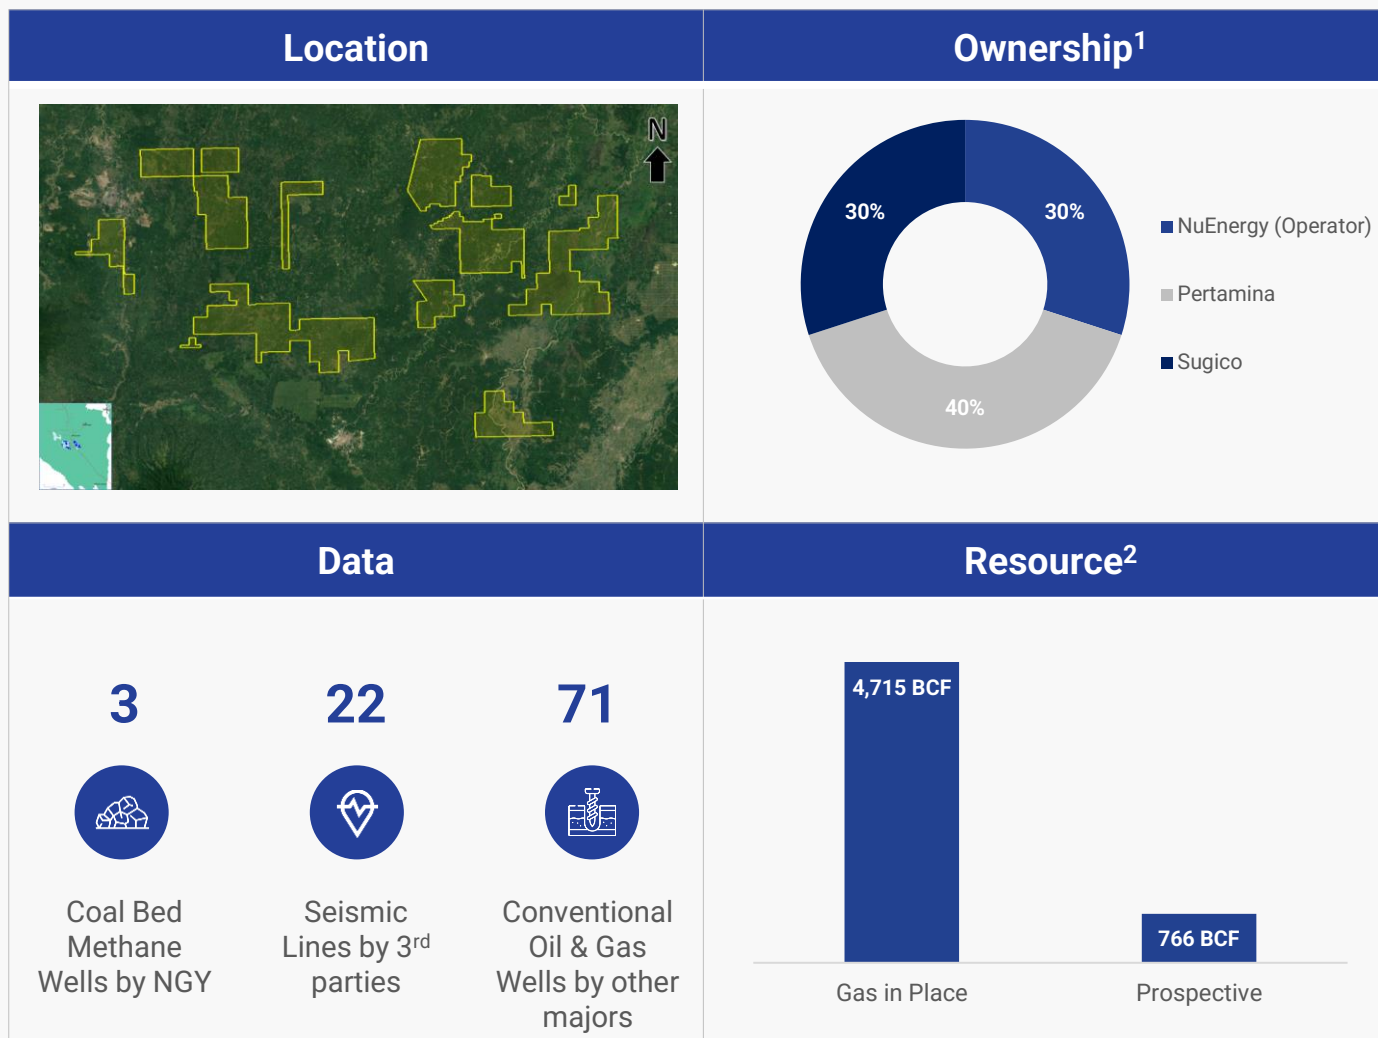 Location
Ownership1
N
30%
30%
40%
NuEnergy (Operator)
Pertamina
Sugico
Data
Resource2
3
22
71
Coal Bed
Methane
Wells by NGY
Seismic
Lines by 3rd
parties
Conventional
Oil & Gas
Wells by other
majors
4,715 BCF
766 BCF
Gas in Place
Prospective